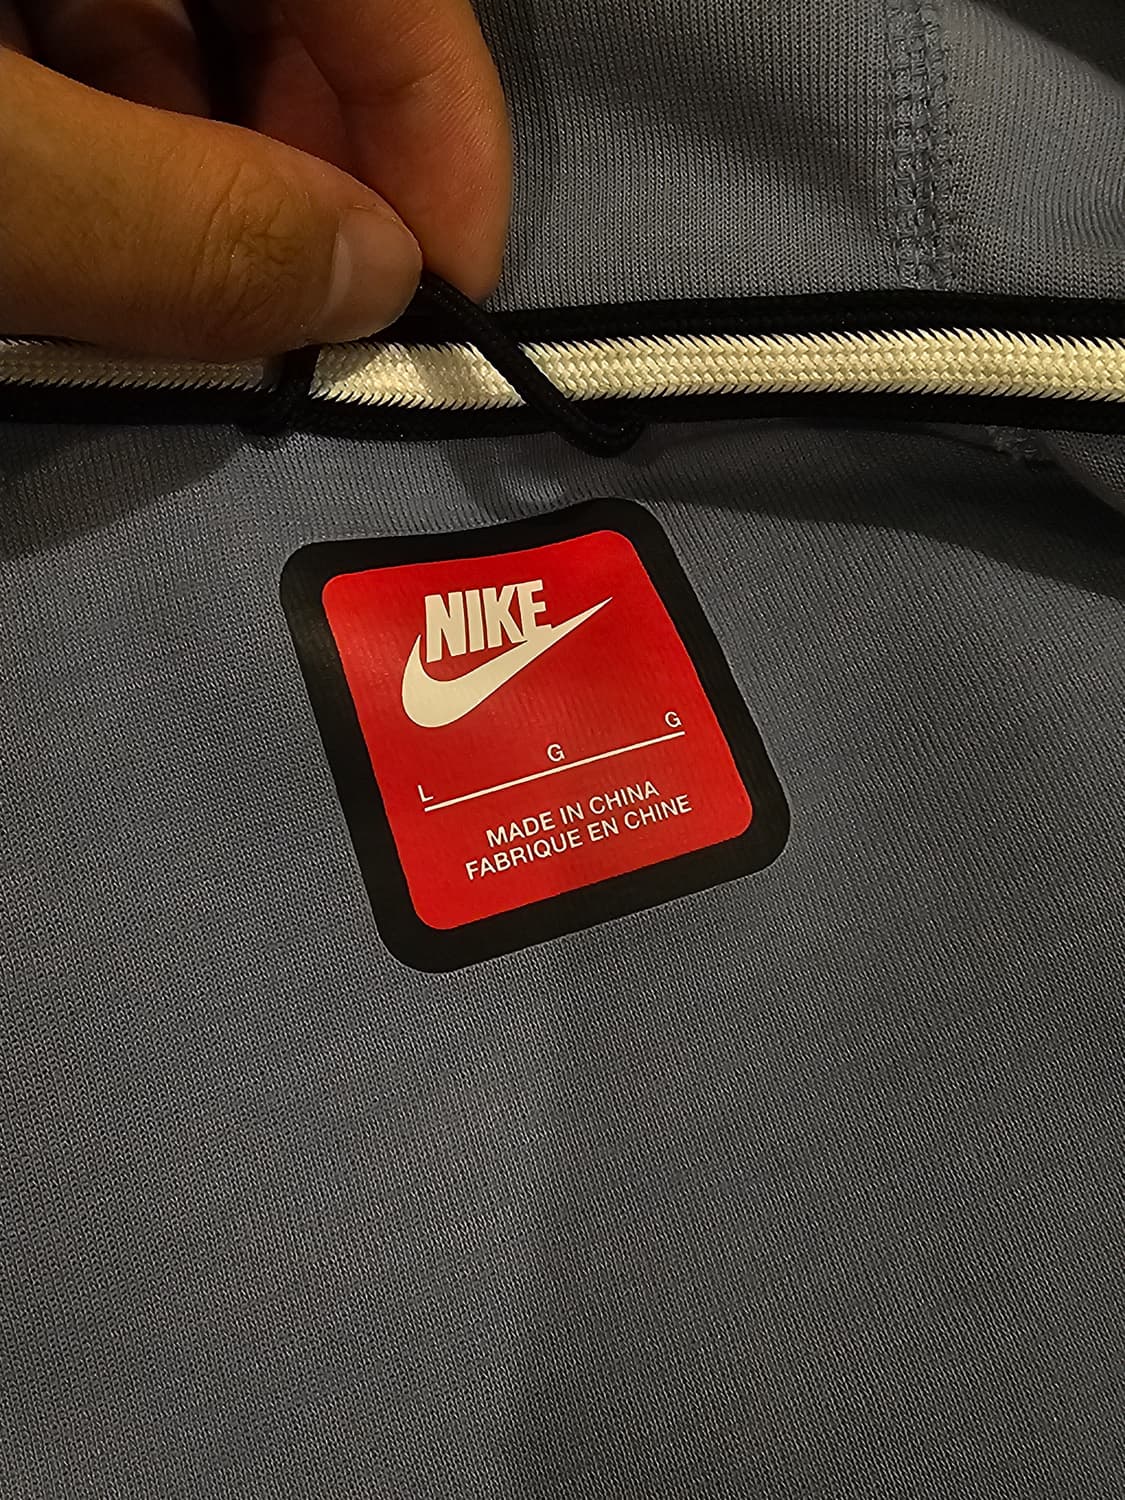 NIKE
L G G
MADE IN CHINA
FABRIQUE EN CHINE